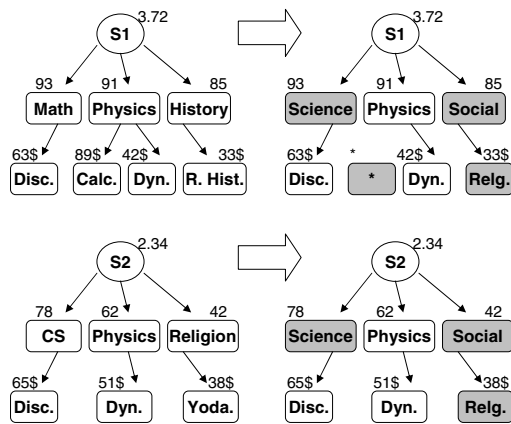 3.72 3.72
S1 S1
93 91 85 93 91 85
Math Physics History Science Physics Social
63$ 89$ 42$ 33$ 63$ * 42$ 33$
Disc. Calc. Dyn. R. Hist. Disc. * Dyn. Relg.
2.34 2.34
S2 S2
78 62 42 78 62 42
CS Physics Religion Science Physics Social
65$ 51$ 38$ 65$ 51$ 38$
Disc. Dyn. Yoda. Disc. Dyn. Relg.